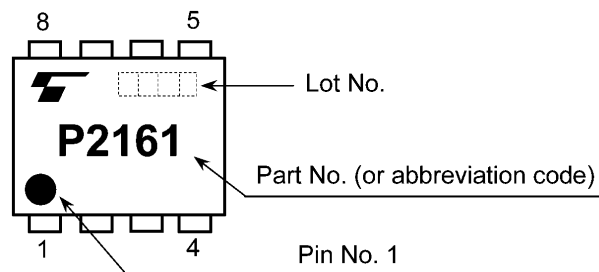 8 5
Lot No.
P2161
Part No. (or abbreviation code)
1 4
Pin No. 1